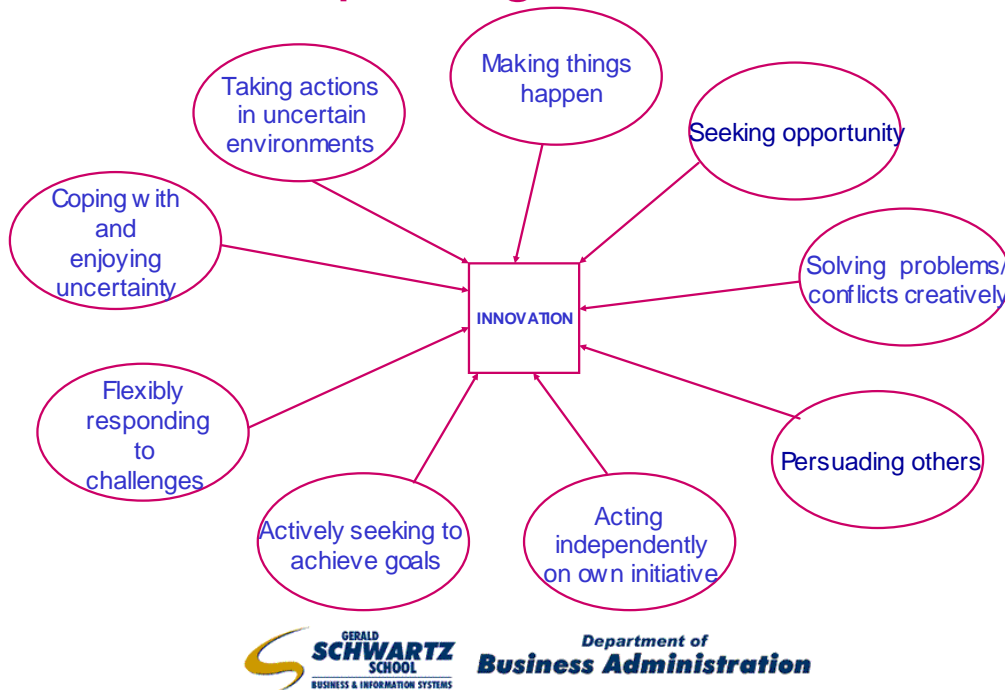 Making things
happen
Taking actions
in uncertain
environments
Seeking opportunity
Coping with
and
enjoying
uncertainty
Solving problems/
conflicts creatively
INNOVATION
Flexibly
responding
to
challenges
Persuading others
Actively seeking to
achieve goals
Acting
independently
on own initiative
GERALD
SCHWARTZ
SCHOOL
BUSINESS & INFORMATION SYSTEMS
Department of
Business Administration